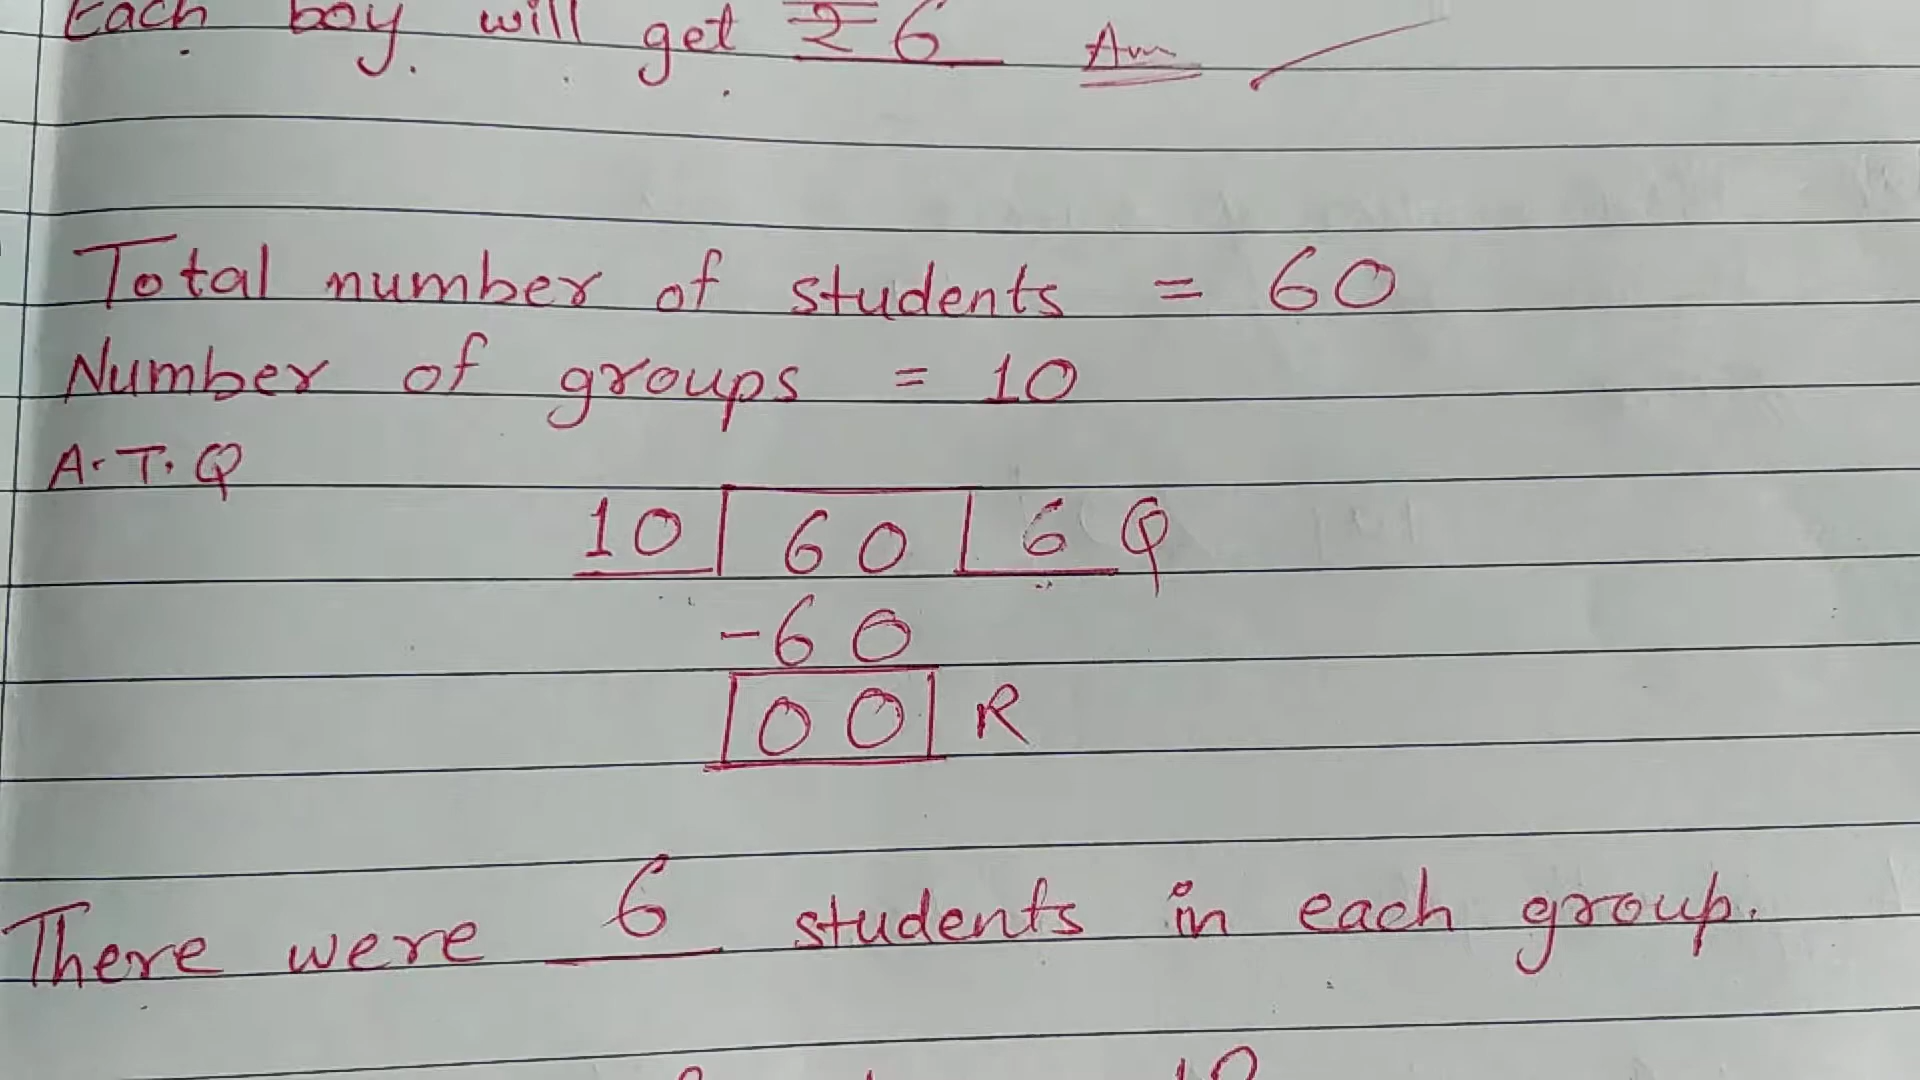 Each boy will get ₹ 6 Ans
Total number of students = 60
Number of groups = 10
A.T.Q
10 60 6 Q
-60
00 R
There were 6 students in each group.
10